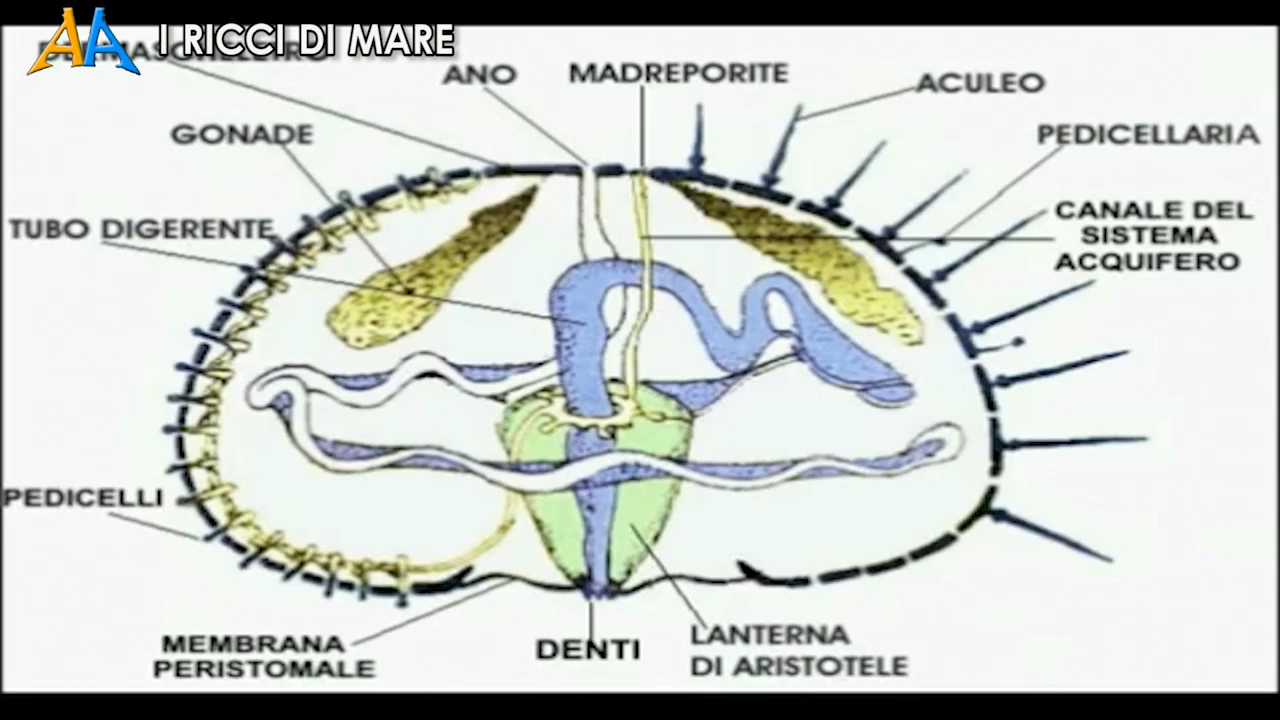 AA I RICCI DI MARE
ANO
MADREPORITE
ACULEO
GONADE
PEDICELLARIA
TUBO DIGERENTE
CANALE DEL
SISTEMA
ACQUIFERO
PEDICELLI
MEMBRANA
PERISTOMALE
DENTI
LANTERNA
DI ARISTOTELE